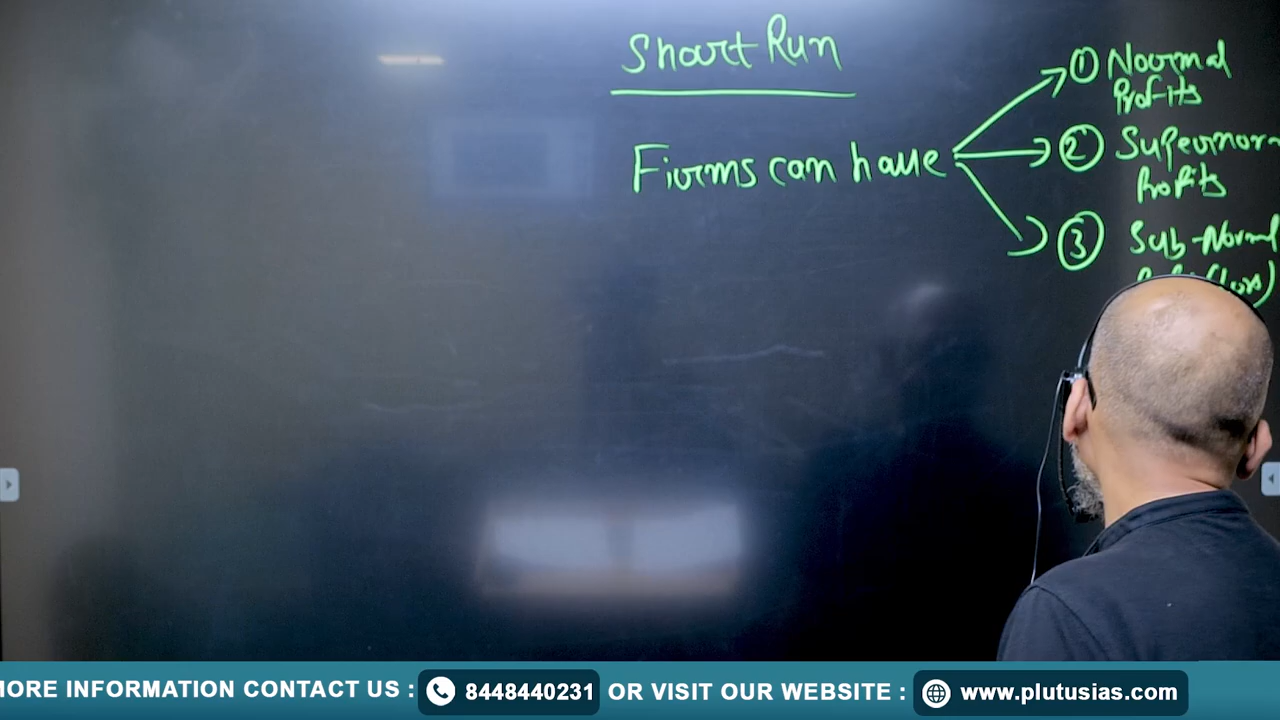 Short Run
Firms can have
① Normal
Profits
② Supernorm
Profits
③ Sub-Normal
(Loss)
MORE INFORMATION CONTACT US :
8448440231
OR VISIT OUR WEBSITE :
www.plutusias.com